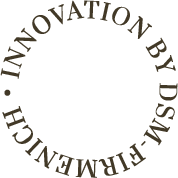 • INNOVATION BY DSM-FIRMENICH